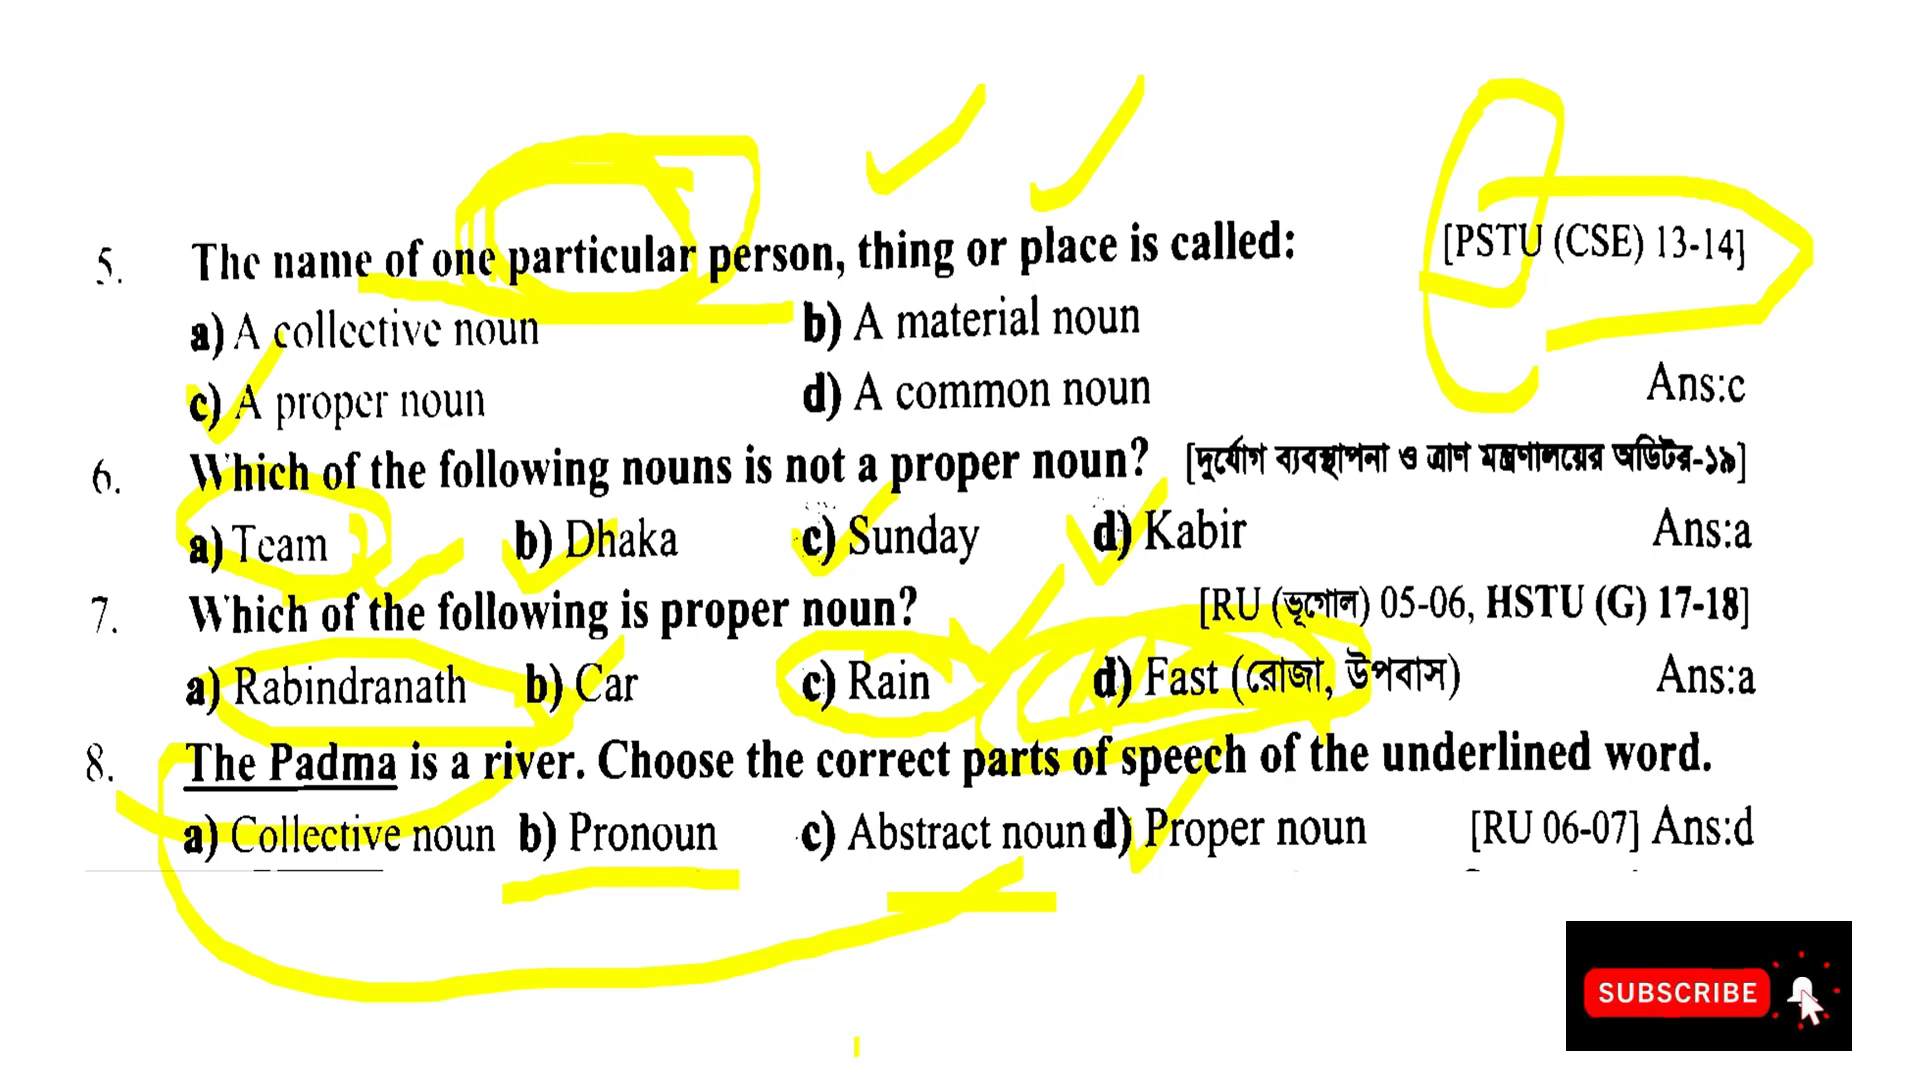 5. The name of one particular person, thing or place is called: [PSTU (CSE) 13-14]
a) A collective noun b) A material noun
c) A proper noun d) A common noun Ans:c
6. Which of the following nouns is not a proper noun? [দুর্যোগ ব্যবস্থাপনা ও ত্রাণ মন্ত্রণালয়ের অডিটর-১৯]
a) Team b) Dhaka c) Sunday d) Kabir Ans:a
7. Which of the following is proper noun? [RU (ভূগোল) 05-06, HSTU (G) 17-18]
a) Rabindranath b) Car c) Rain d) Fast (রোজা, উপবাস) Ans:a
8. The Padma is a river. Choose the correct parts of speech of the underlined word.
a) Collective noun b) Pronoun c) Abstract noun d) Proper noun [RU 06-07] Ans:d
SUBSCRIBE